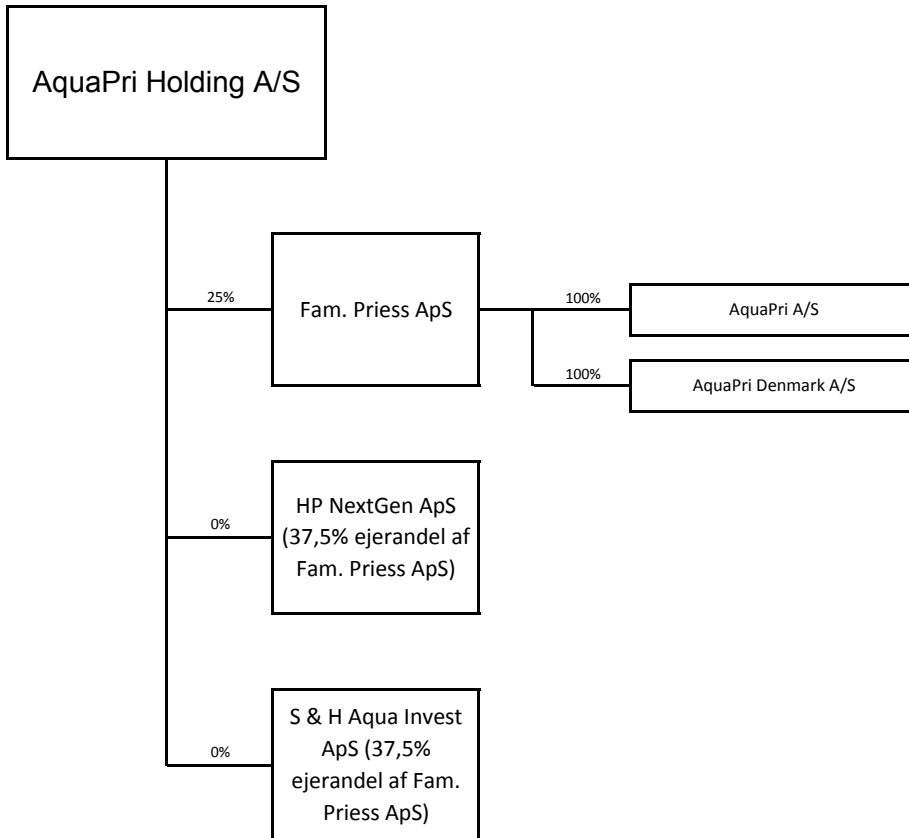 AquaPri Holding A/S
25%
Fam. Priess ApS
100%
AquaPri A/S
100%
AquaPri Denmark A/S
0%
HP NextGen ApS
(37,5% ejerandel af
Fam. Priess ApS)
0%
S & H Aqua Invest
ApS (37,5%
ejerandel af Fam.
Priess ApS)